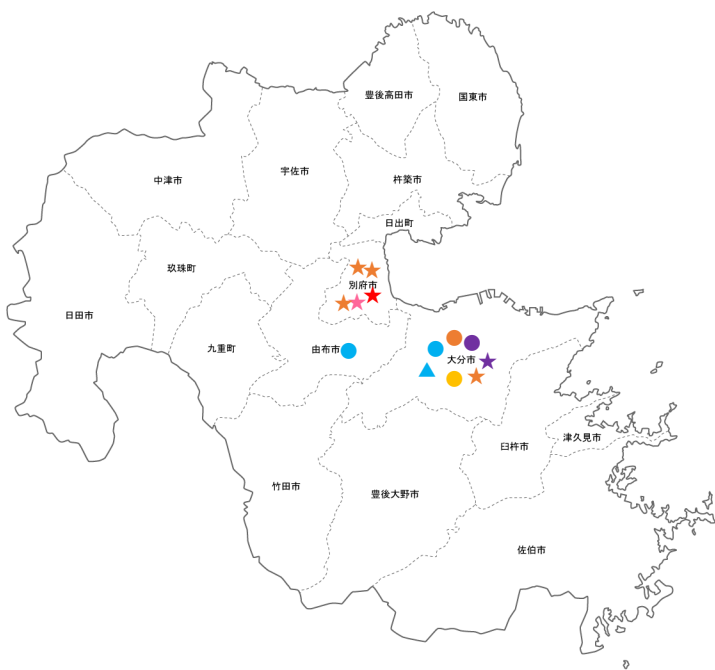 豊後高田市
国東市
中津市
宇佐市
杵築市
日出町
玖珠町
別府市
日田市
九重町
由布市
大分市
津久見市
臼杵市
竹田市
豊後大野市
佐伯市